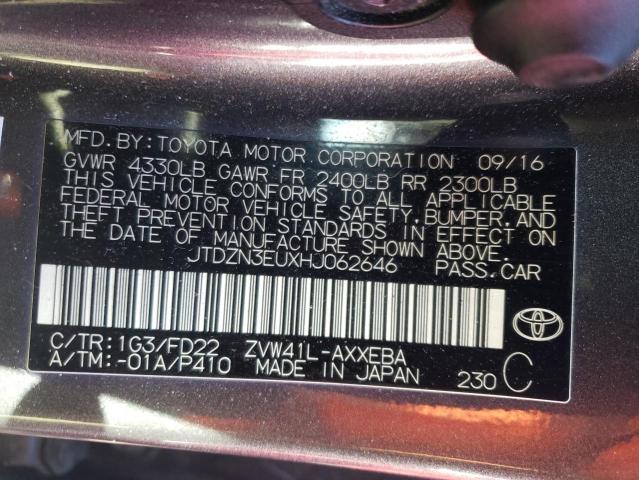 MFD. BY: TOYOTA MOTOR CORPORATION 09/16
GVWR 4330LB GAWR FR 2400LB RR 2300LB
THIS VEHICLE CONFORMS TO ALL APPLICABLE
FEDERAL MOTOR VEHICLE SAFETY, BUMPER, AND
THEFT PREVENTION STANDARDS IN EFFECT ON
THE DATE OF MANUFACTURE SHOWN ABOVE.
JTDZN3EUXHJ062646 PASS. CAR
C/TR: 1G3/FD22 ZVW41L-AXXEBA
A/TM: -01A/P410 MADE IN JAPAN 230 C